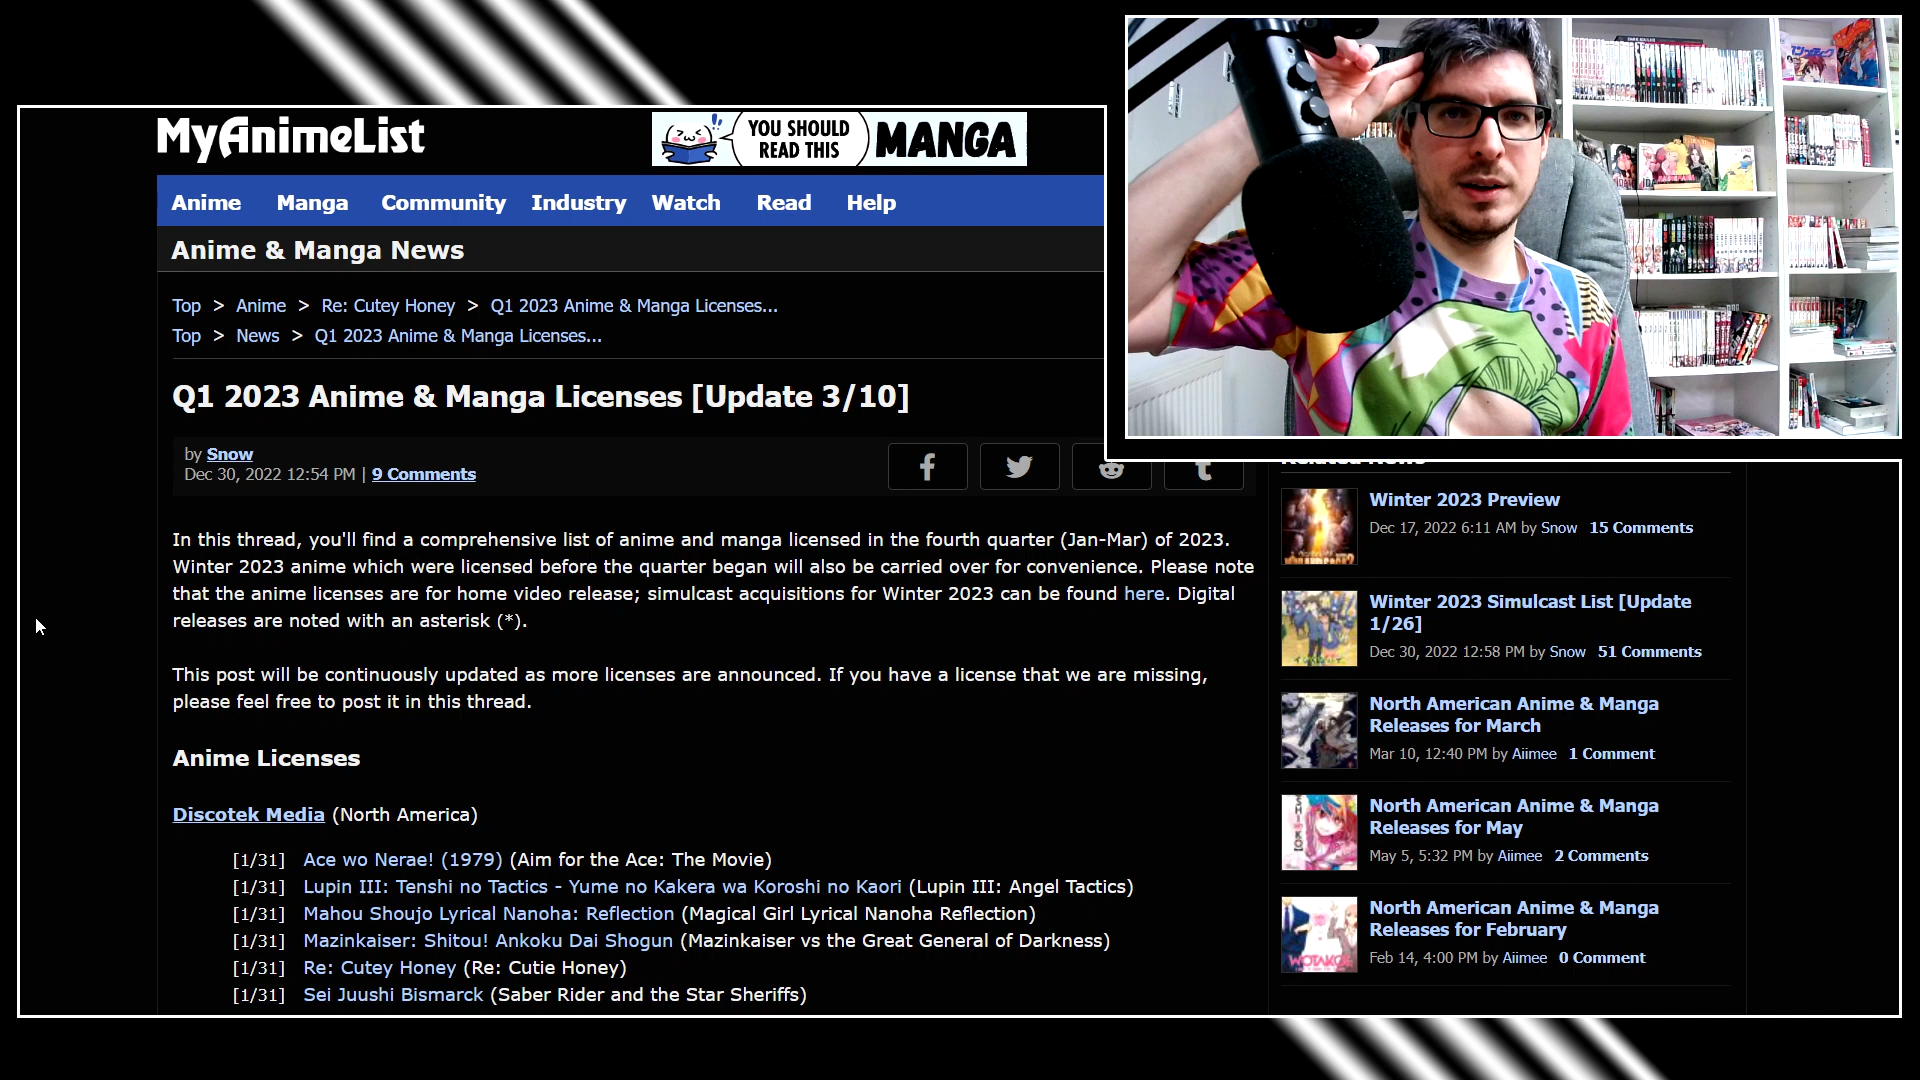 MyAnimeList
YOU SHOULD
READ THIS
MANGA
Anime Manga Community Industry Watch Read Help
Anime & Manga News
Top > Anime > Re: Cutey Honey > Q1 2023 Anime & Manga Licenses...
Top > News > Q1 2023 Anime & Manga Licenses...
Q1 2023 Anime & Manga Licenses [Update 3/10]
by Snow
Dec 30, 2022 12:54 PM | 9 Comments
In this thread, you'll find a comprehensive list of anime and manga licensed in the fourth quarter (Jan-Mar) of 2023.
Winter 2023 anime which were licensed before the quarter began will also be carried over for convenience. Please note
that the anime licenses are for home video release; simulcast acquisitions for Winter 2023 can be found here. Digital
releases are noted with an asterisk (*).
This post will be continuously updated as more licenses are announced. If you have a license that we are missing,
please feel free to post it in this thread.
Anime Licenses
Discotek Media (North America)
[1/31] Ace wo Nerae! (1979) (Aim for the Ace: The Movie)
[1/31] Lupin III: Tenshi no Tactics - Yume no Kakera wa Koroshi no Kaori (Lupin III: Angel Tactics)
[1/31] Mahou Shoujo Lyrical Nanoha: Reflection (Magical Girl Lyrical Nanoha Reflection)
[1/31] Mazinkaiser: Shitou! Ankoku Dai Shogun (Mazinkaiser vs the Great General of Darkness)
[1/31] Re: Cutey Honey (Re: Cutie Honey)
[1/31] Sei Juushi Bismarck (Saber Rider and the Star Sheriffs)
Related News
Winter 2023 Preview
Dec 17, 2022 6:11 AM by Snow 15 Comments
Winter 2023 Simulcast List [Update
1/26]
Dec 30, 2022 12:58 PM by Snow 51 Comments
North American Anime & Manga
Releases for March
Mar 10, 12:40 PM by Aiimee 1 Comment
North American Anime & Manga
Releases for May
May 5, 5:32 PM by Aiimee 2 Comments
North American Anime & Manga
Releases for February
Feb 14, 4:00 PM by Aiimee 0 Comment
WOTAKOI